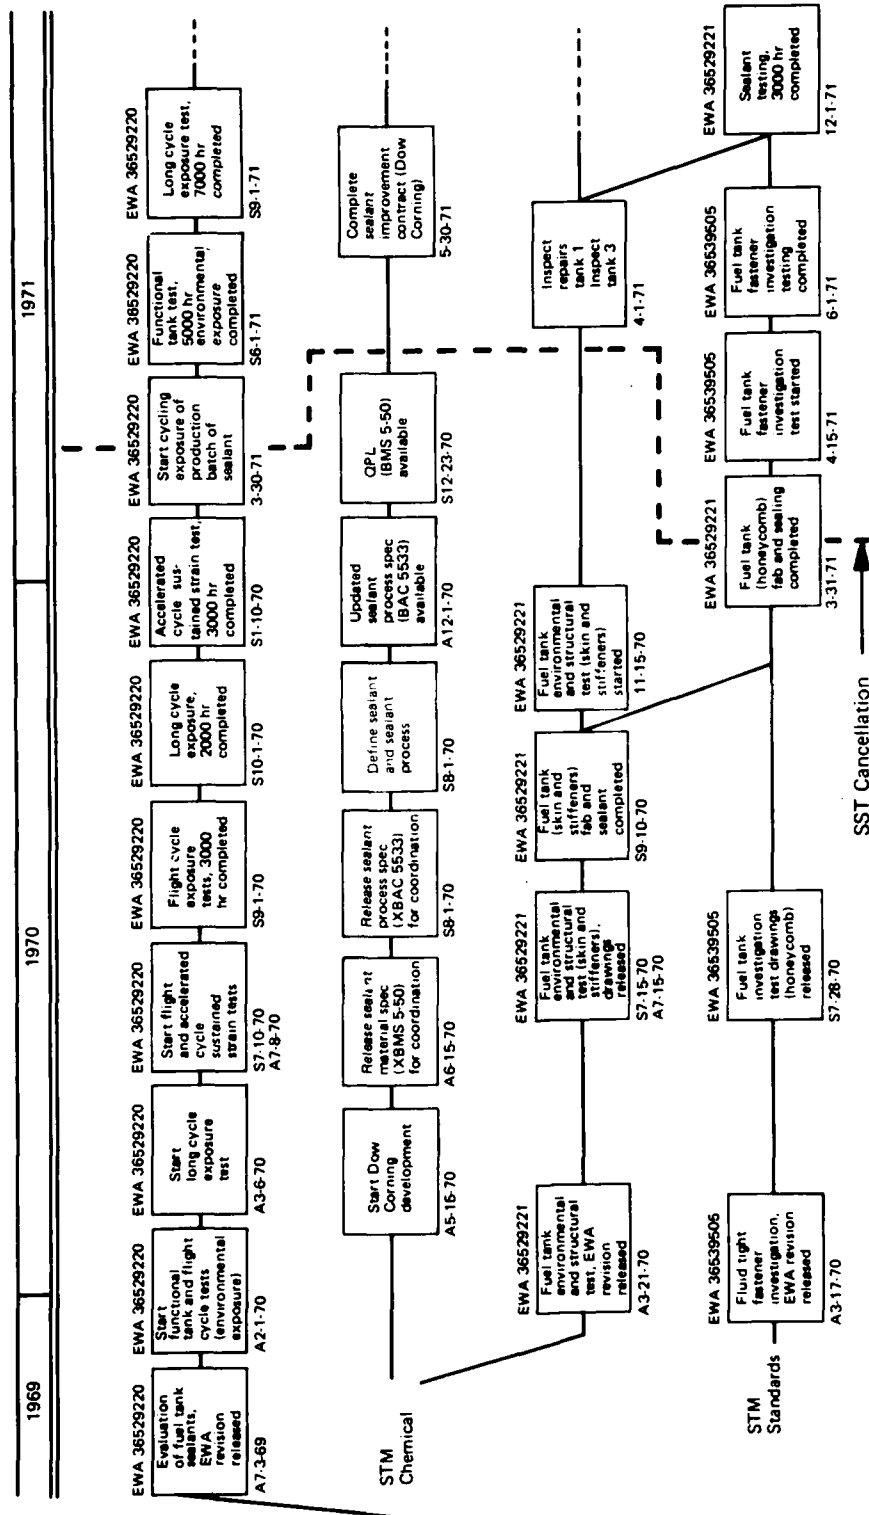 1969
1970
1971
EWA 36529220
Evaluation
of fuel tank
sealants,
EWA
revision
released
A7-3-69
EWA 36529220
Start
functional
tank and flight
cycle tests
(environmental
exposure)
A2-1-70
EWA 36529220
Start
long cycle
exposure
test
A3-6-70
EWA 36529220
Start flight
and accelerated
cycle
sustained
strain tests
S7-10-70
A7-8-70
EWA 36529220
Flight cycle
exposure
tests, 3000
hr completed
S9-1-70
EWA 36529220
Long cycle
exposure,
2000 hr
completed
S10-1-70
EWA 36529220
Accelerated
cycle sus-
tained strain test,
3000 hr
completed
S1-10-70
EWA 36529220
Start cycling
exposure of
production
batch of
sealant
3-30-71
EWA 38529220
Functional
tank test,
5000 hr
environmental
exposure
completed
S6-1-71
EWA 36529220
Long cycle
exposure test,
7000 hr
completed
S9-1-71
STM
Chemical
Start Dow
Corning
development
A5-16-70
Release sealant
material spec
(XBMS 5-50)
for coordination
A6-15-70
Release sealant
process spec
(XBAC 5533)
for coordination
S8-1-70
Define sealant
and sealant
process
S8-1-70
Updated
sealant
process spec
(BAC 5533)
available
A12-1-70
QPL
(BMS 5-50)
available
S12-23-70
Complete
sealant
improvement
contract (Dow
Corning)
5-30-71
EWA 36529221
Fuel tank
environmental
and structural
test, EWA
revision
released
A3-21-70
EWA 36529221
Fuel tank
environmental
and structural
test (skin and
stiffeners),
drawings
released
S7-15-70
A7-15-70
EWA 36529221
Fuel tank
(skin and
stiffeners)
fab and
sealant
completed
S9-10-70
EWA 36529221
Fuel tank
environmental
and structural
test (skin and
stiffeners)
started
11-15-70
Inspect
repairs
tank 1
Inspect
tank 3
4-1-71
STM
Standards
EWA 36539505
Fluid tight
fastener
investigation,
EWA revision
released
A3-17-70
EWA 36539505
Fuel tank
investigation
test drawings
(honeycomb)
released
S7-28-70
EWA 36529221
Fuel tank
(honeycomb)
fab and sealing
completed
3-31-71
EWA 36539505
Fuel tank
fastener
investigation
test started
4-15-71
EWA 36539505
Fuel tank
fastener
investigation
testing
completed
6-1-71
EWA 36529221
Sealant
testing,
3000 hr
completed
12-1-71
SST Cancellation